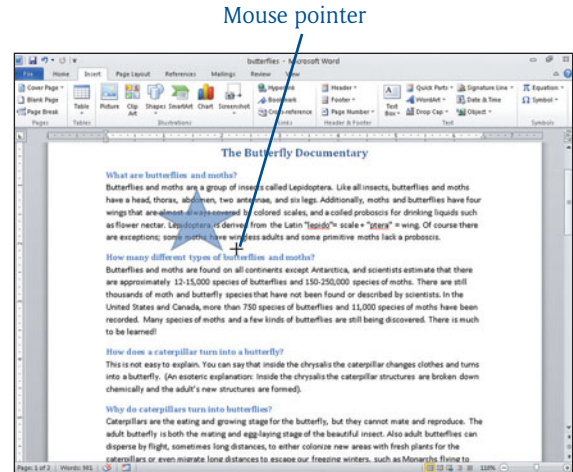 Mouse pointer
butterflies - Microsoft Word
File Home Insert Page Layout References Mailings Review View
Cover Page
Blank Page
Page Break
Table
Picture
Clip Art
Shapes
SmartArt
Chart
Screenshot
Hyperlink
Bookmark
Cross-reference
Header
Footer
Page Number
Text Box
Quick Parts
WordArt
Drop Cap
Signature Line
Date & Time
Object
Equation
Symbol
Pages Tables Illustrations Links Header & Footer Text Symbols
The Butterfly Documentary
What are butterflies and moths?
Butterflies and moths are a group of insects called Lepidoptera. Like all insects, butterflies and moths
have a head, thorax, abdomen, two antennae, and six legs. Additionally, moths and butterflies have four
wings that are almost always covered by colored scales, and a coiled proboscis for drinking liquids such
as flower nectar. Lepidoptera is derived from the Latin "lepido"= scale + "ptera" = wing. Of course there
are exceptions; some moths have wingless adults and some primitive moths lack a proboscis.
How many different types of butterflies and moths?
Butterflies and moths are found on all continents except Antarctica, and scientists estimate that there
are approximately 12-15,000 species of butterflies and 150-250,000 species of moths. There are still
thousands of moth and butterfly species that have not been found or described by scientists. In the
United States and Canada, more than 750 species of butterflies and 11,000 species of moths have been
recorded. Many species of moths and a few kinds of butterflies are still being discovered. There is much
to be learned!
How does a caterpillar turn into a butterfly?
This is not easy to explain. You can say that inside the chrysalis the caterpillar changes clothes and turns
into a butterfly. (An esoteric explanation: Inside the chrysalis the caterpillar structures are broken down
chemically and the adult's new structures are formed).
Why do caterpillars turn into butterflies?
Caterpillars are the eating and growing stage for the butterfly, but they cannot mate and reproduce. The
adult butterfly is both the mating and egg-laying stage of the beautiful insect. Also adult butterflies can
disperse by flight, sometimes long distances, to either colonize new areas with fresh plants for the
caterpillars or even migrate long distances to escape our freezing winters, such as Monarchs flying to
Page: 1 of 2 Words: 981 110%